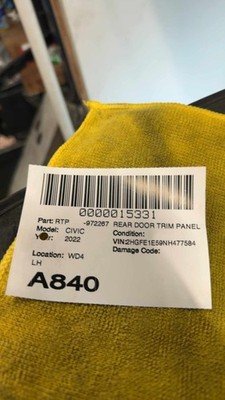 0000015331
Part: RTP -972267 REAR DOOR TRIM PANEL
Model: CIVIC Condition:
Year: 2022 VIN:2HGFE1E59NH477584
Damage Code:
Location: WD4
LH
A840